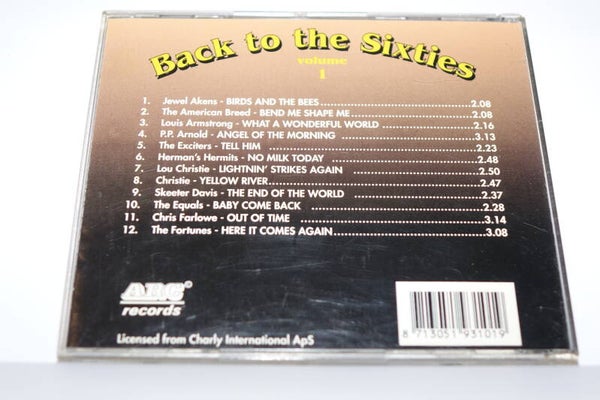 Back to the Sixties
volume
1
1. Jewel Akens - BIRDS AND THE BEES 2.08
2. The American Breed - BEND ME SHAPE ME 2.08
3. Louis Armstrong - WHAT A WONDERFUL WORLD 2.16
4. P.P. Arnold - ANGEL OF THE MORNING 3.13
5. The Exciters - TELL HIM 2.23
6. Herman's Hermits - NO MILK TODAY 2.48
7. Lou Christie - LIGHTNIN' STRIKES AGAIN 2.50
8. Christie - YELLOW RIVER 2.47
9. Skeeter Davis - THE END OF THE WORLD 2.37
10. The Equals - BABY COME BACK 2.28
11. Chris Farlowe - OUT OF TIME 3.14
12. The Fortunes - HERE IT COMES AGAIN 3.08
ARC
records
Licensed from Charly International ApS
8 713051 931019